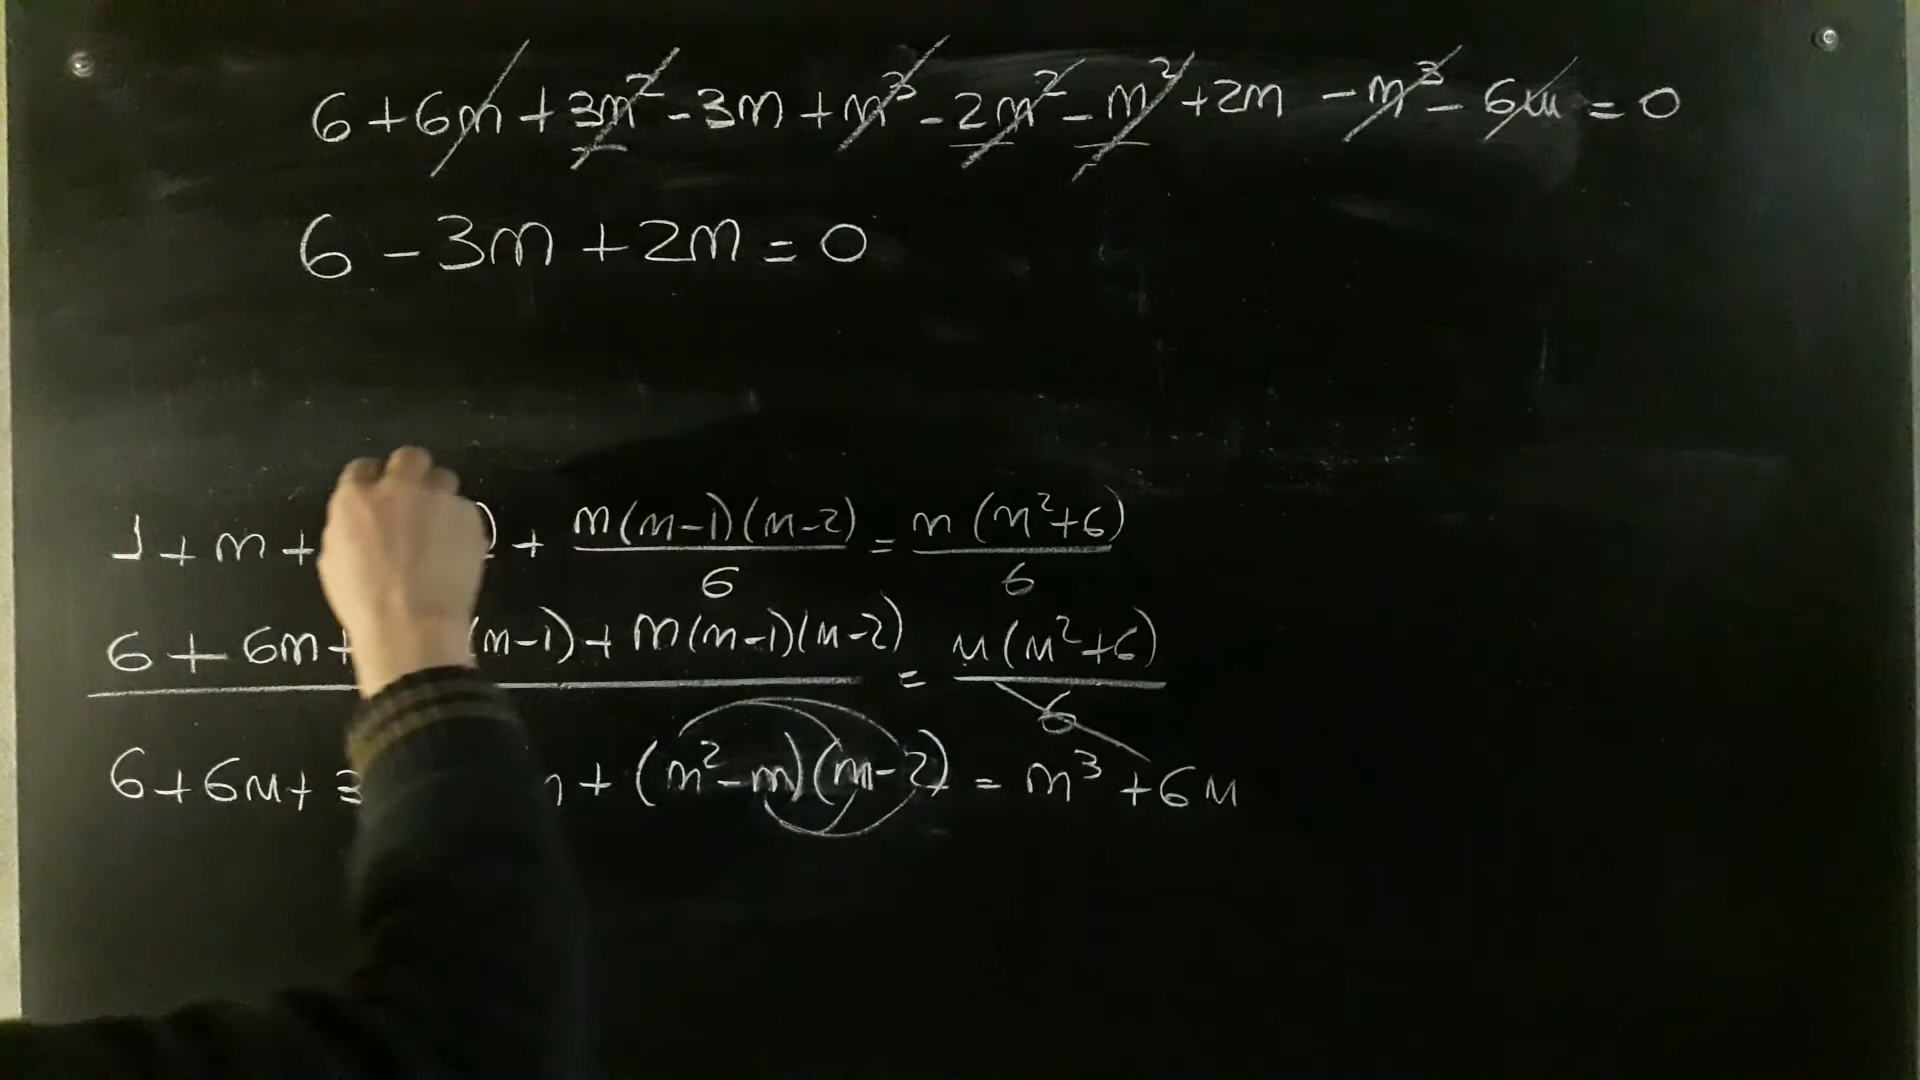 6 + 6m + 3m² - 3m + m³ - 2m² - m² + 2m - m³ - 6m = 0
6 - 3m + 2m = 0
1 + m + ) + m(m-1)(m-2)/6 = m(m²+6)/6
6 + 6m + (m-1) + m(m-1)(m-2) = m(m²+6)/6
6 + 6m + 3 + (m²-m)(m-2) = m³ + 6m